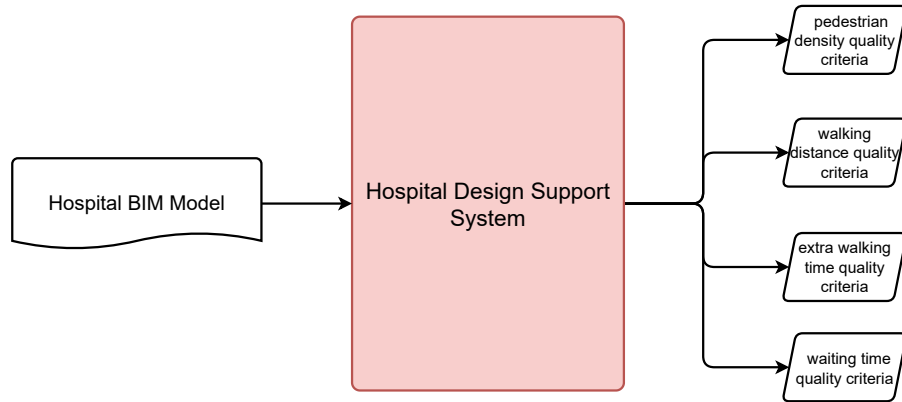 Hospital BIM Model
Hospital Design Support
System
pedestrian
density quality
criteria
walking
distance quality
criteria
extra walking
time quality
criteria
waiting time
quality criteria